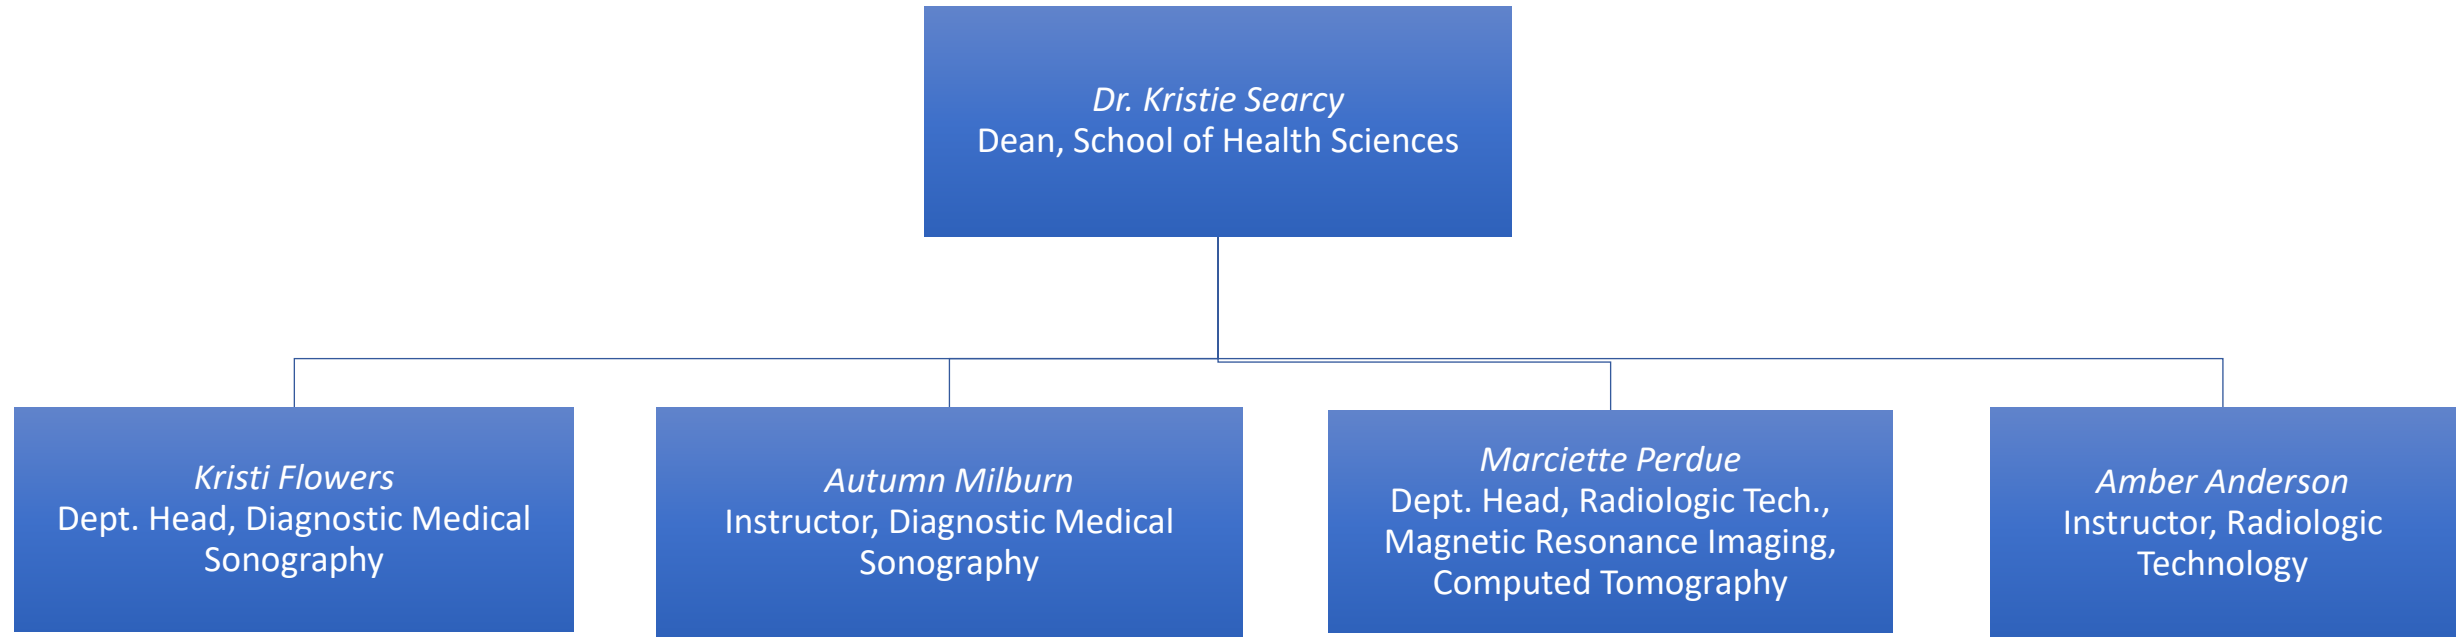 Dr. Kristie Searcy
Dean, School of Health Sciences
Kristi Flowers
Dept. Head, Diagnostic Medical
Sonography
Autumn Milburn
Instructor, Diagnostic Medical
Sonography
Marciette Perdue
Dept. Head, Radiologic Tech.,
Magnetic Resonance Imaging,
Computed Tomography
Amber Anderson
Instructor, Radiologic
Technology